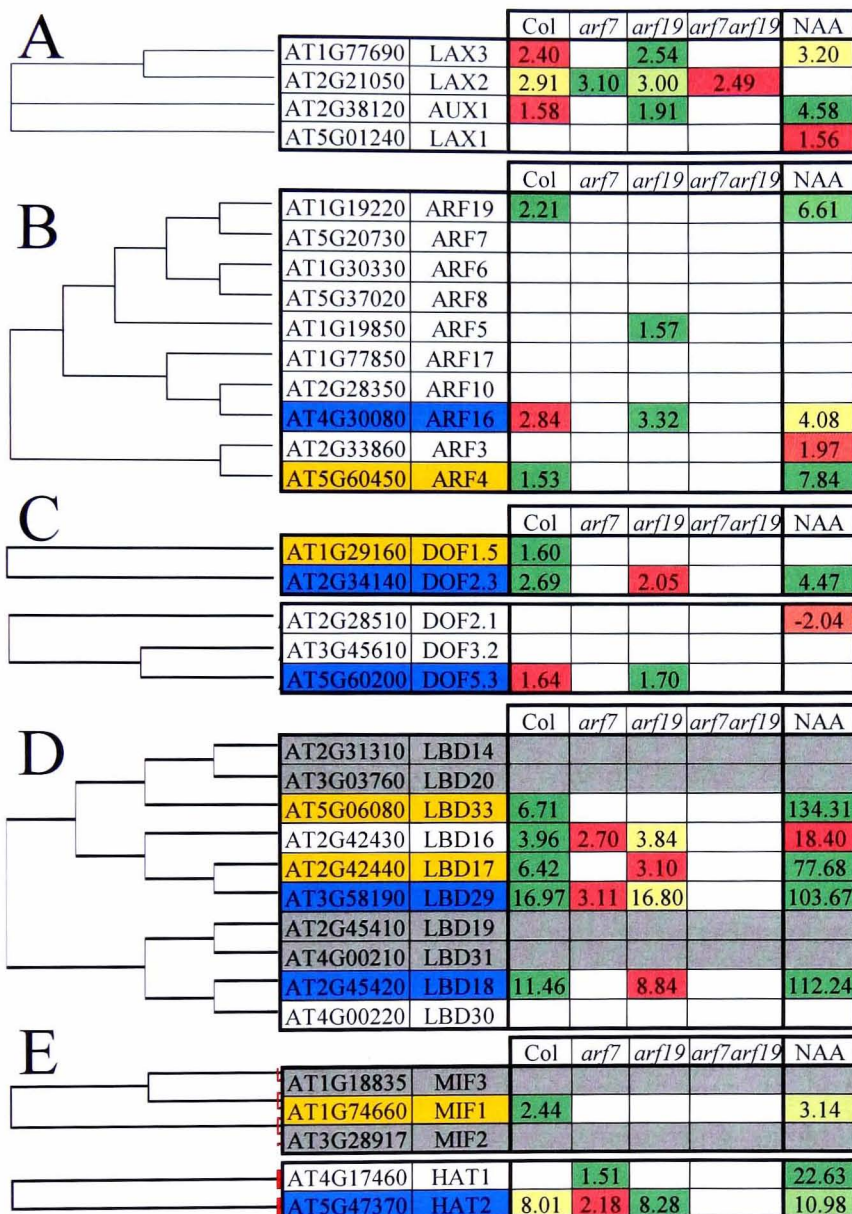 A
Col arf7 arf19 arf7arf19 NAA
AT1G77690 LAX3 2.40 2.54 3.20
AT2G21050 LAX2 2.91 3.10 3.00 2.49
AT2G38120 AUX1 1.58 1.91 4.58
AT5G01240 LAX1 1.56
B
Col arf7 arf19 arf7arf19 NAA
AT1G19220 ARF19 2.21 6.61
AT5G20730 ARF7
AT1G30330 ARF6
AT5G37020 ARF8
AT1G19850 ARF5 1.57
AT1G77850 ARF17
AT2G28350 ARF10
AT4G30080 ARF16 2.84 3.32 4.08
AT2G33860 ARF3 1.97
AT5G60450 ARF4 1.53 7.84
C
Col arf7 arf19 arf7arf19 NAA
AT1G29160 DOF1.5 1.60
AT2G34140 DOF2.3 2.69 2.05 4.47
AT2G28510 DOF2.1 -2.04
AT3G45610 DOF3.2
AT5G60200 DOF5.3 1.64 1.70
D
Col arf7 arf19 arf7arf19 NAA
AT2G31310 LBD14
AT3G03760 LBD20
AT5G06080 LBD33 6.71 134.31
AT2G42430 LBD16 3.96 2.70 3.84 18.40
AT2G42440 LBD17 6.42 3.10 77.68
AT3G58190 LBD29 16.97 3.11 16.80 103.67
AT2G45410 LBD19
AT4G00210 LBD31
AT2G45420 LBD18 11.46 8.84 112.24
AT4G00220 LBD30
E
Col arf7 arf19 arf7arf19 NAA
AT1G18835 MIF3
AT1G74660 MIF1 2.44 3.14
AT3G28917 MIF2
AT4G17460 HAT1 1.51 22.63
AT5G47370 HAT2 8.01 2.18 8.28 10.98